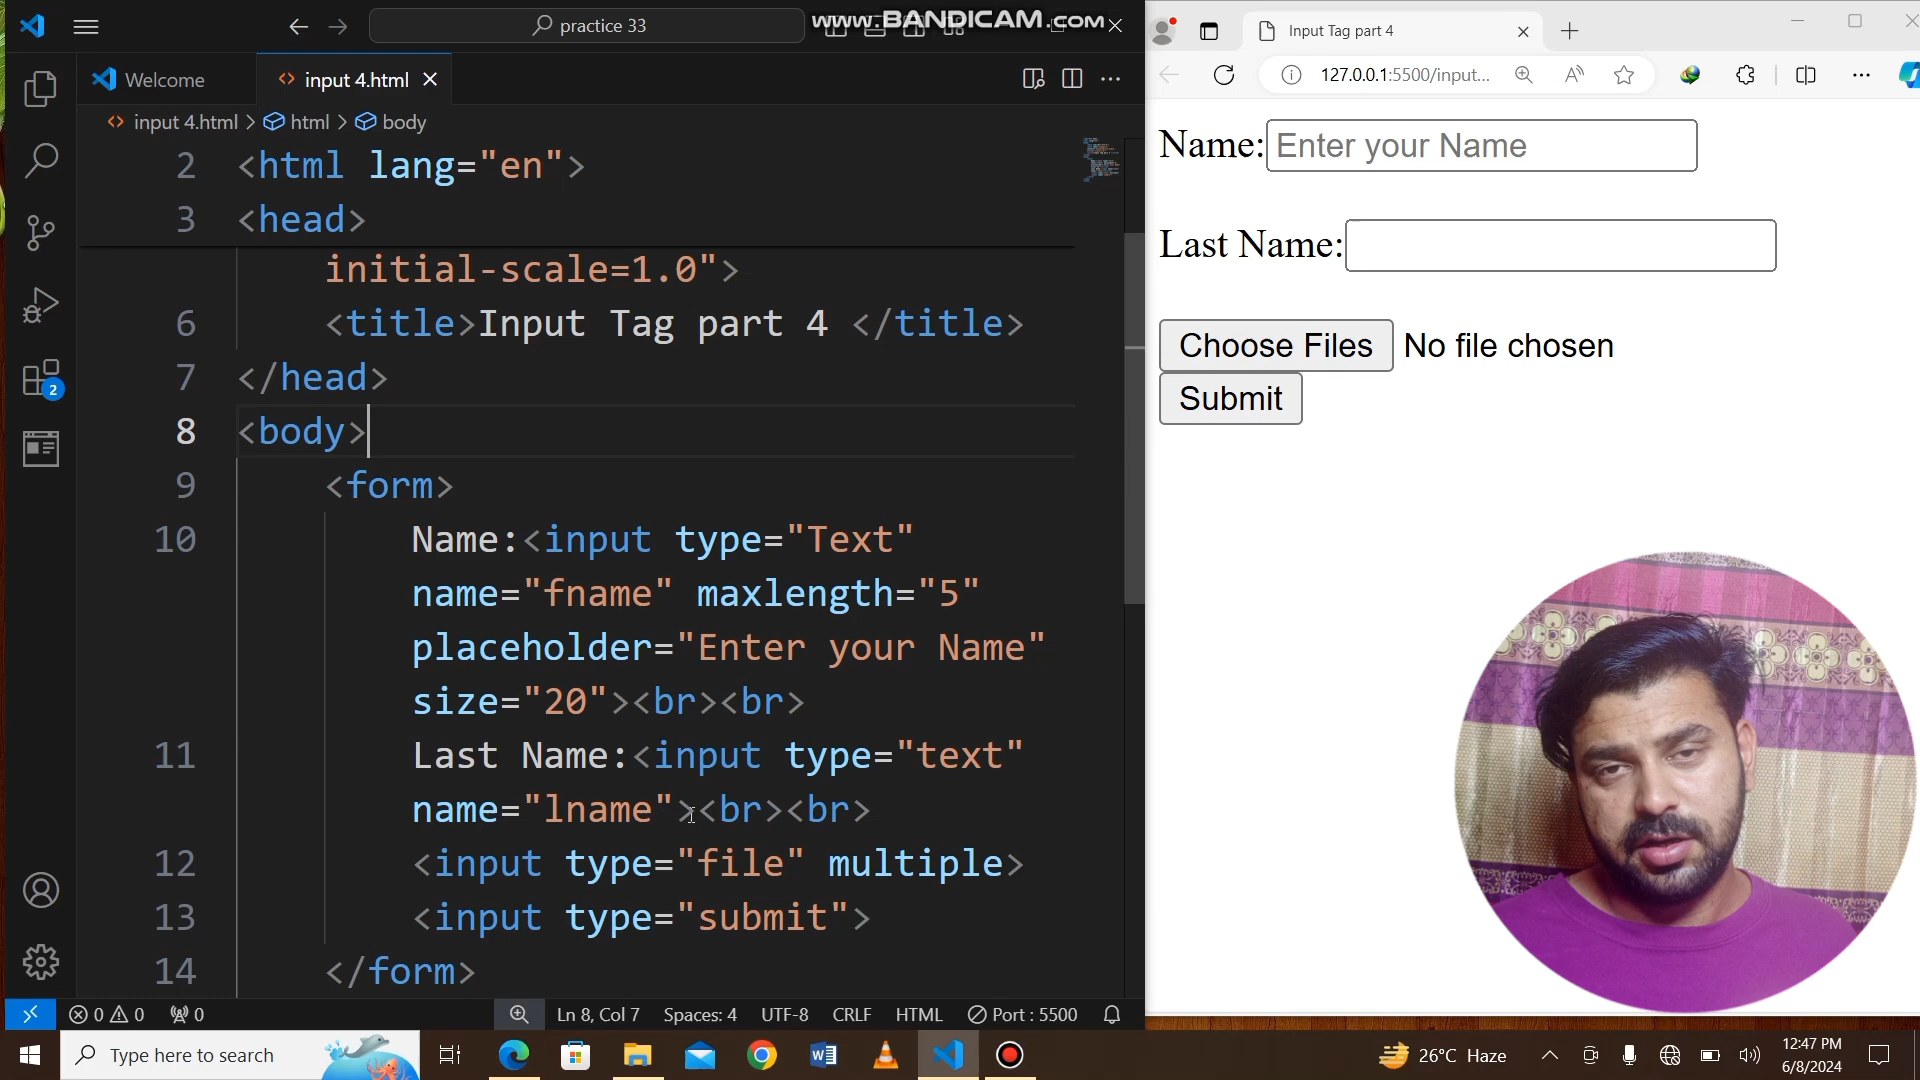 practice 33
www.BANDICAM.com
Welcome
input 4.html
input 4.html > html > body
2 <html lang="en">
3 <head>
initial-scale=1.0">
6 <title>Input Tag part 4 </title>
7 </head>
8 <body>
9 <form>
10 Name:<input type="Text"
name="fname" maxlength="5"
placeholder="Enter your Name"
size="20"><br><br>
11 Last Name:<input type="text"
name="lname"><br><br>
12 <input type="file" multiple>
13 <input type="submit">
14 </form>
2
0 0 0
Ln 8, Col 7 Spaces: 4 UTF-8 CRLF HTML Port : 5500
Input Tag part 4
127.0.0.1:5500/input...
Name: Enter your Name
Last Name:
Choose Files No file chosen
Submit
Type here to search
26°C Haze
12:47 PM
6/8/2024